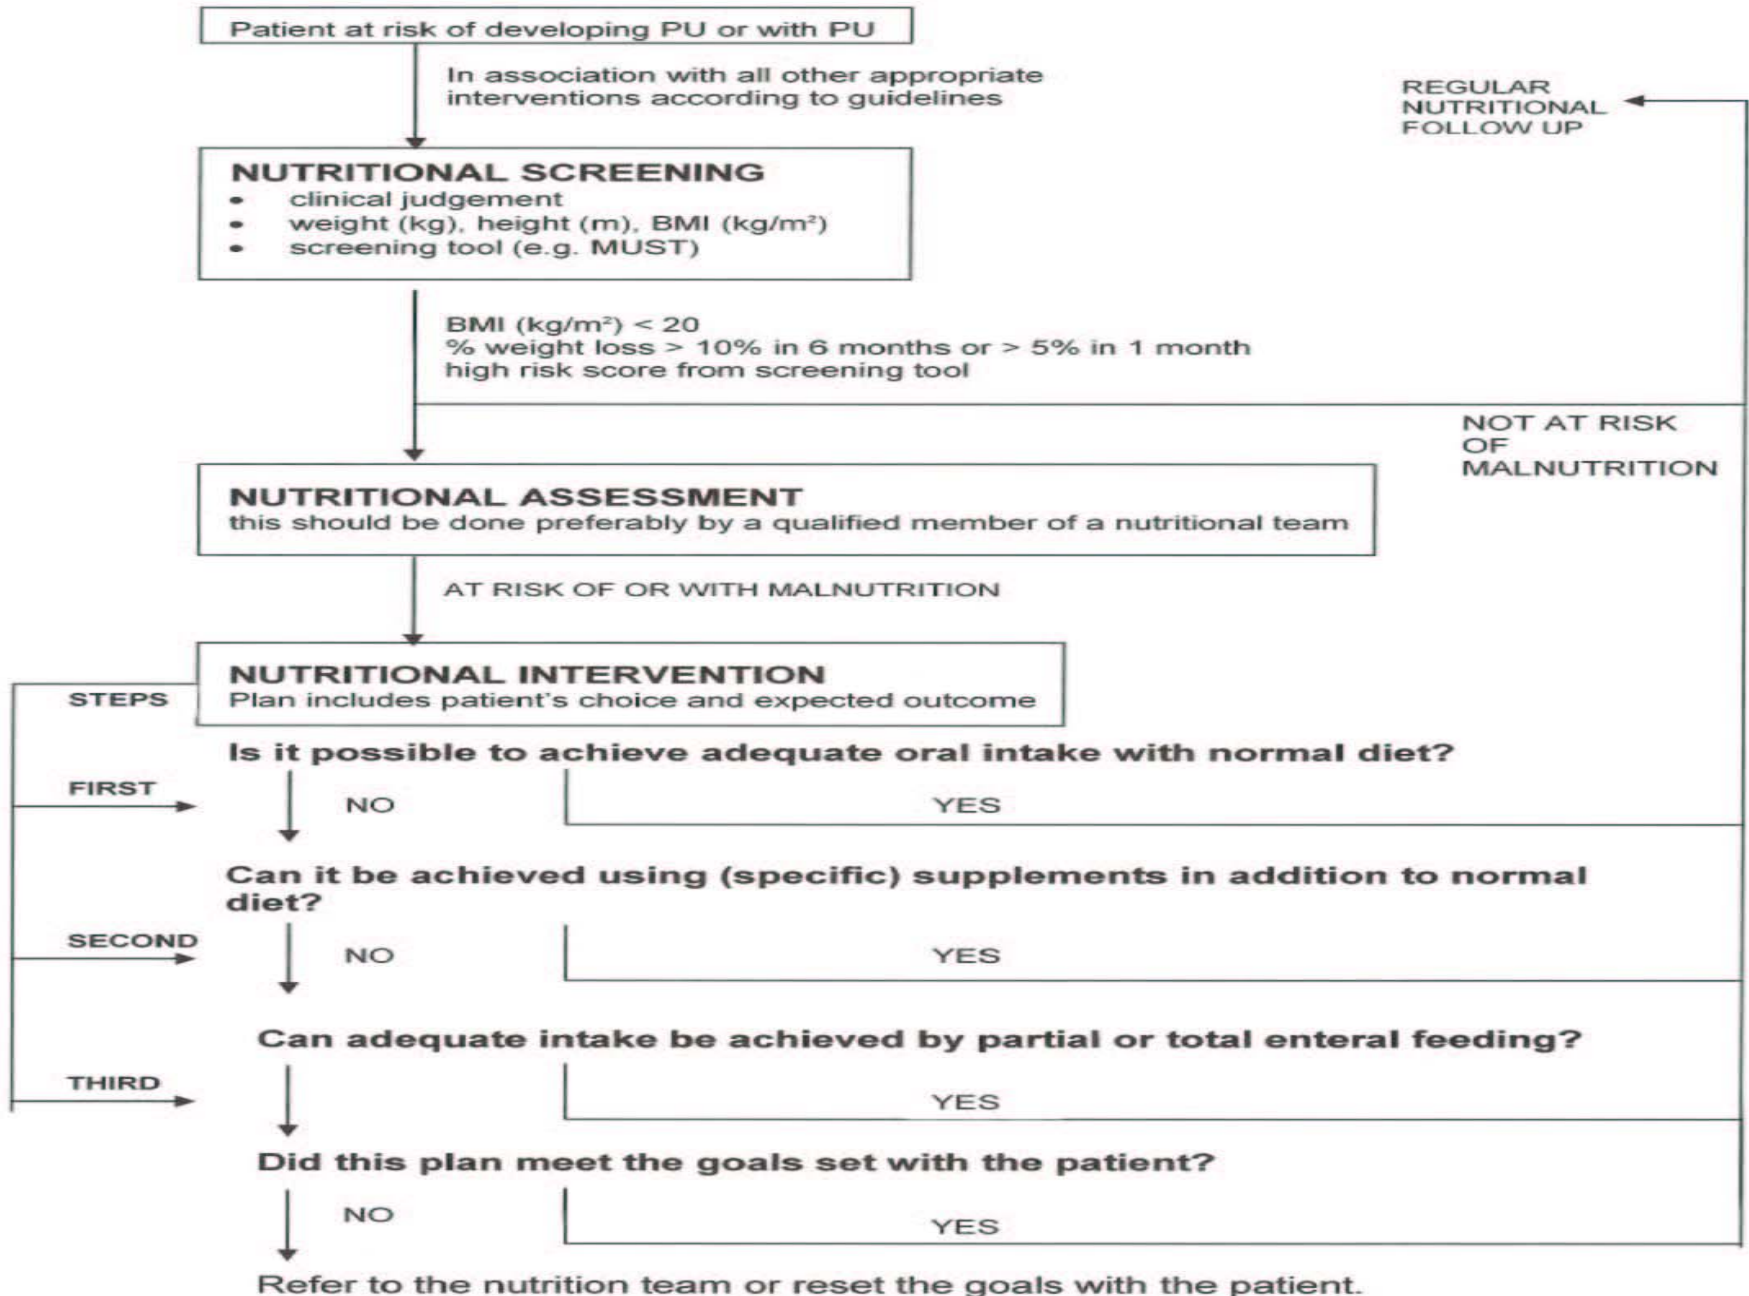 Patient at risk of developing PU or with PU
In association with all other appropriate
interventions according to guidelines
REGULAR
NUTRITIONAL
FOLLOW UP
NUTRITIONAL SCREENING
• clinical judgement
• weight (kg), height (m), BMI (kg/m²)
• screening tool (e.g. MUST)
BMI (kg/m²) < 20
% weight loss > 10% in 6 months or > 5% in 1 month
high risk score from screening tool
NOT AT RISK
OF
MALNUTRITION
NUTRITIONAL ASSESSMENT
this should be done preferably by a qualified member of a nutritional team
AT RISK OF OR WITH MALNUTRITION
NUTRITIONAL INTERVENTION
Plan includes patient's choice and expected outcome
STEPS
Is it possible to achieve adequate oral intake with normal diet?
FIRST
NO
YES
Can it be achieved using (specific) supplements in addition to normal
diet?
SECOND
NO
YES
Can adequate intake be achieved by partial or total enteral feeding?
THIRD
YES
Did this plan meet the goals set with the patient?
NO
YES
Refer to the nutrition team or reset the goals with the patient.